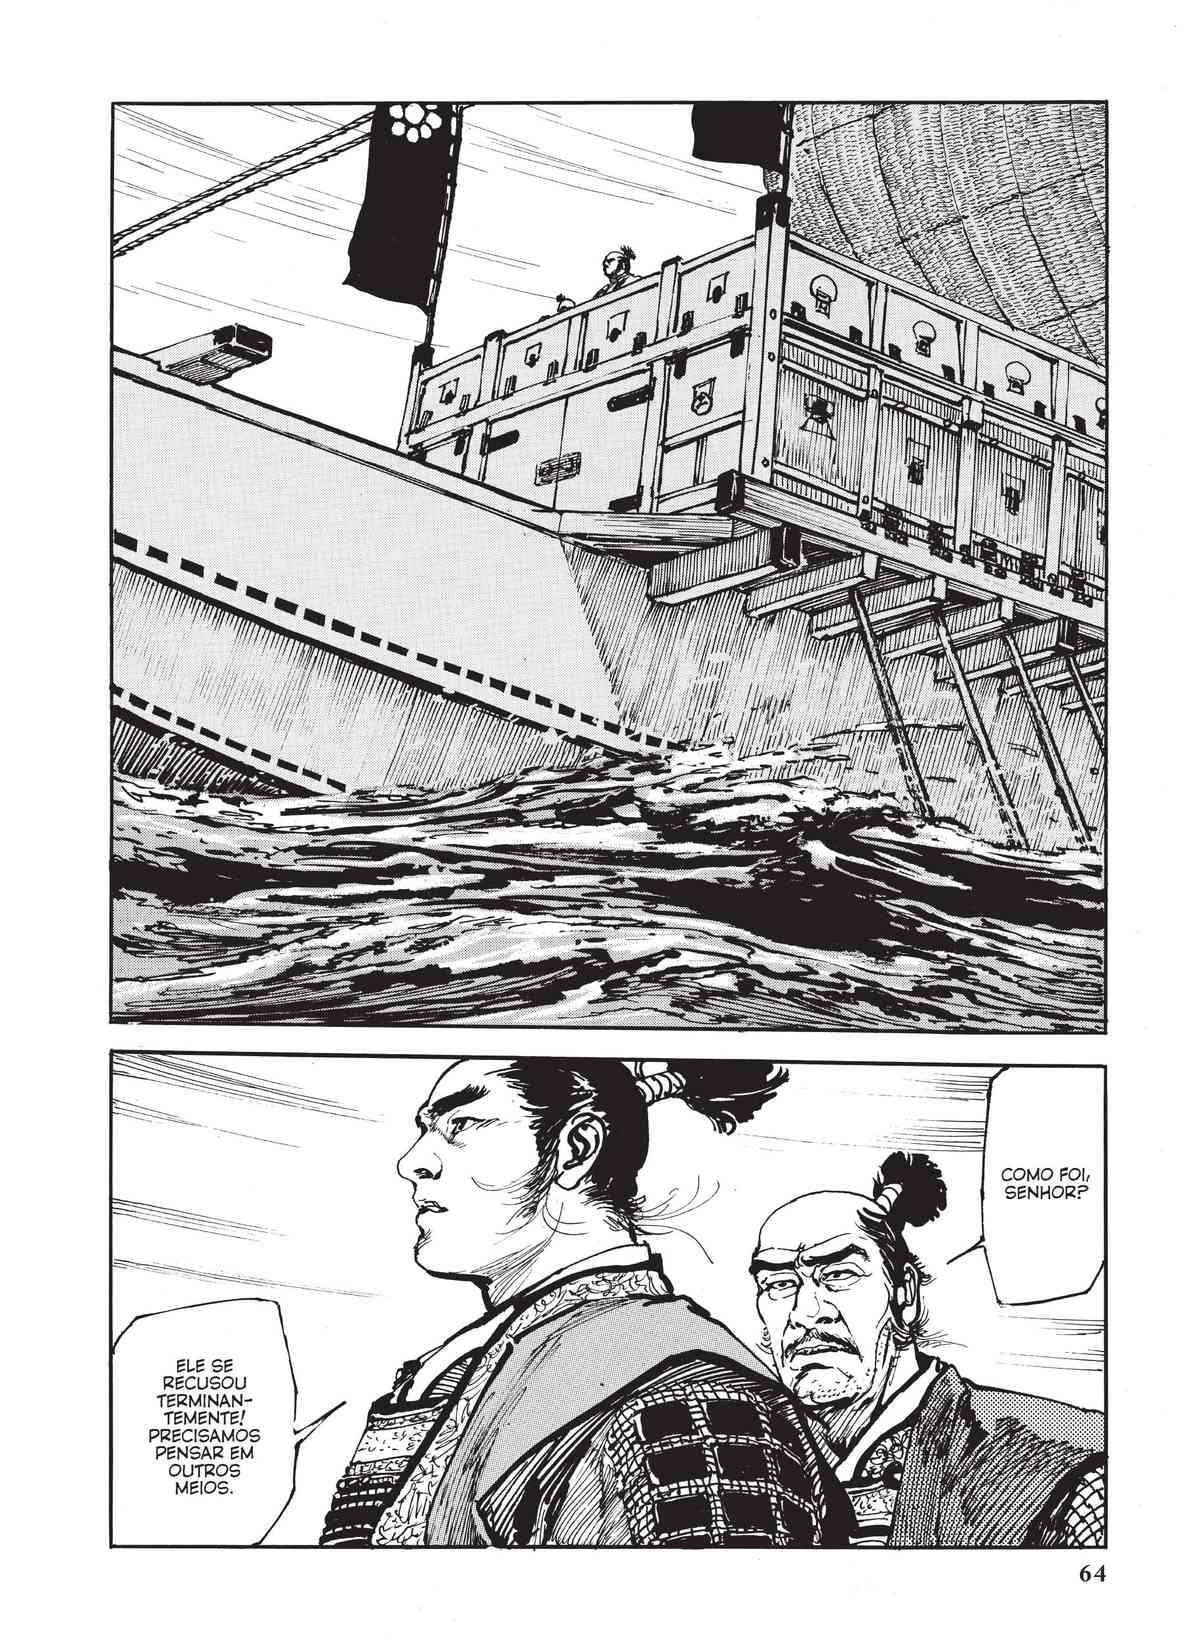 COMO FOI,
SENHOR?
ELE SE
RECUSOU
TERMINAN-
TEMENTE!
PRECISAMOS
PENSAR EM
OUTROS
MEIOS.
64